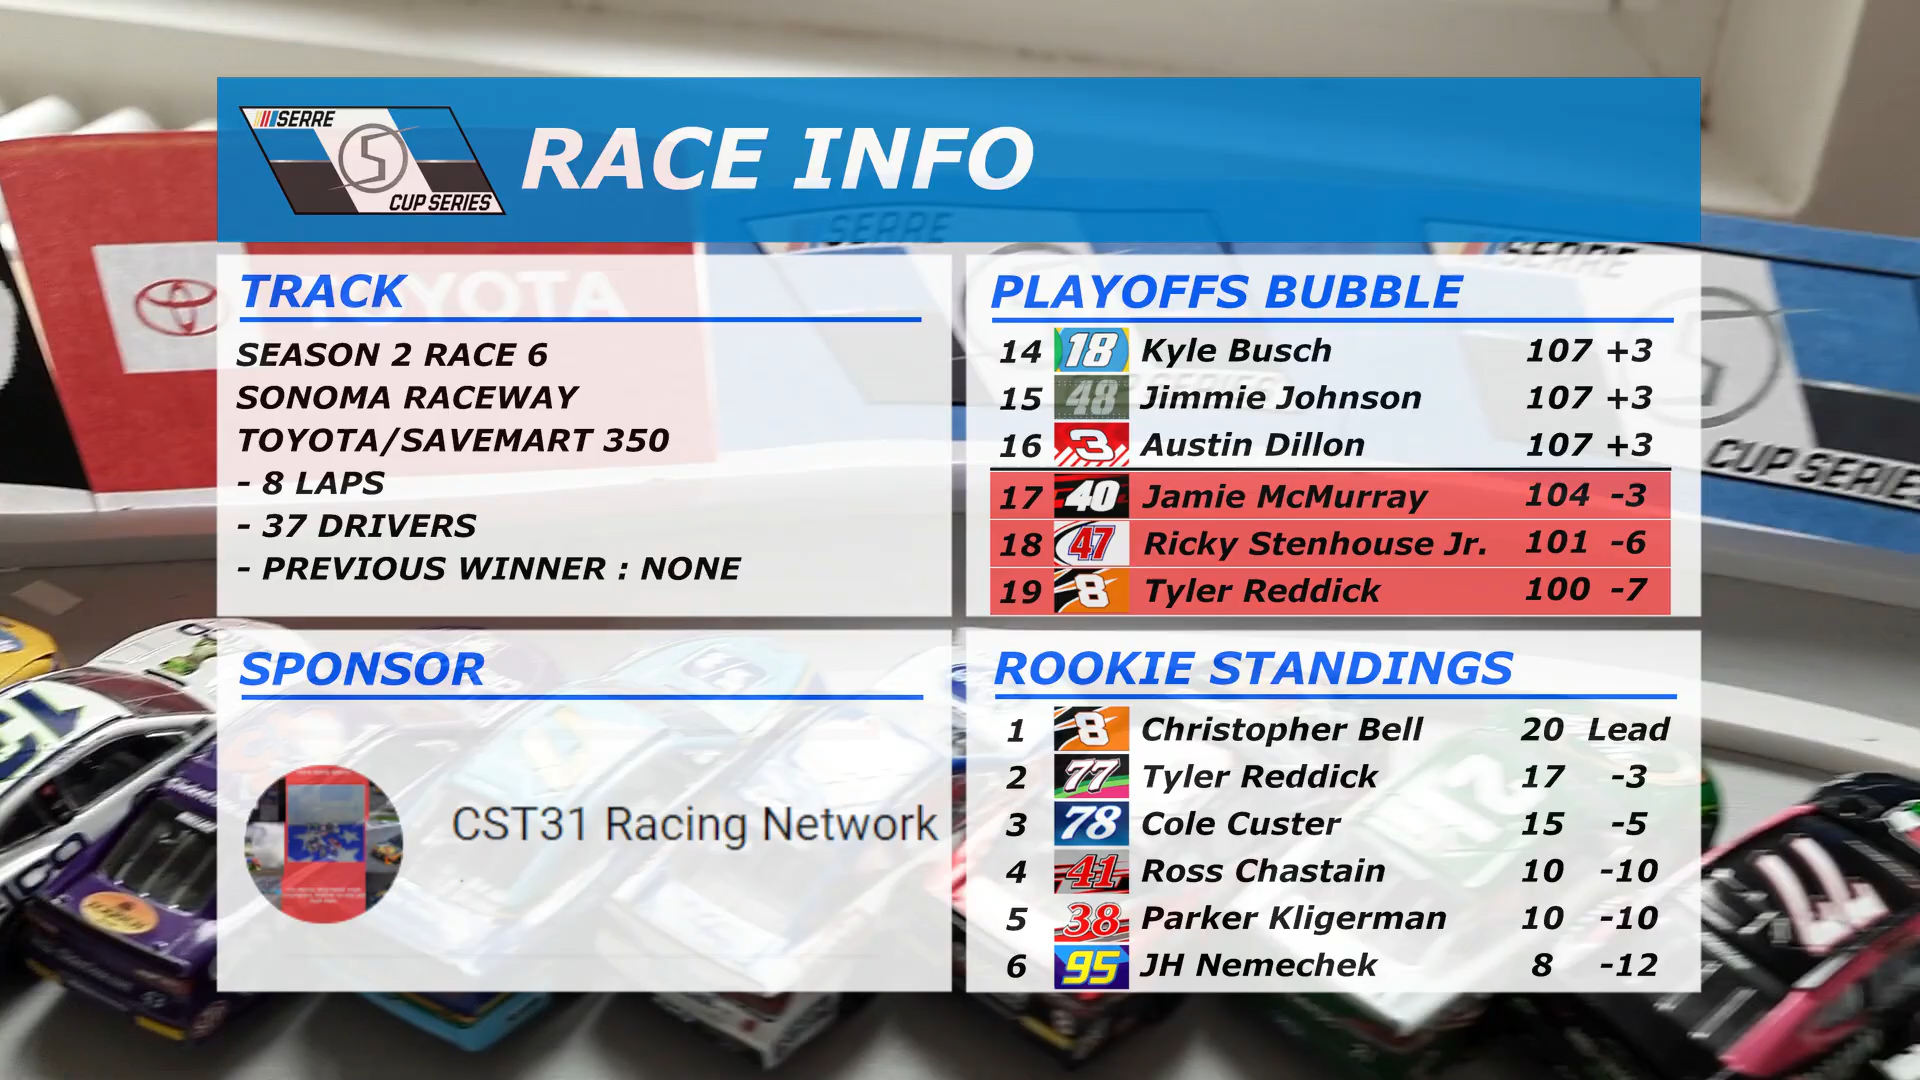 SERRE
CUP SERIES
RACE INFO
TRACK
SEASON 2 RACE 6
SONOMA RACEWAY
TOYOTA/SAVEMART 350
- 8 LAPS
- 37 DRIVERS
- PREVIOUS WINNER : NONE
PLAYOFFS BUBBLE
14 18 Kyle Busch 107 +3
15 48 Jimmie Johnson 107 +3
16 3 Austin Dillon 107 +3
17 40 Jamie McMurray 104 -3
18 47 Ricky Stenhouse Jr. 101 -6
19 8 Tyler Reddick 100 -7
SPONSOR
CST31 Racing Network
ROOKIE STANDINGS
1 8 Christopher Bell 20 Lead
2 77 Tyler Reddick 17 -3
3 78 Cole Custer 15 -5
4 41 Ross Chastain 10 -10
5 38 Parker Kligerman 10 -10
6 95 JH Nemechek 8 -12
TOYOTA
SERRE
SERRE
CUP SERIES